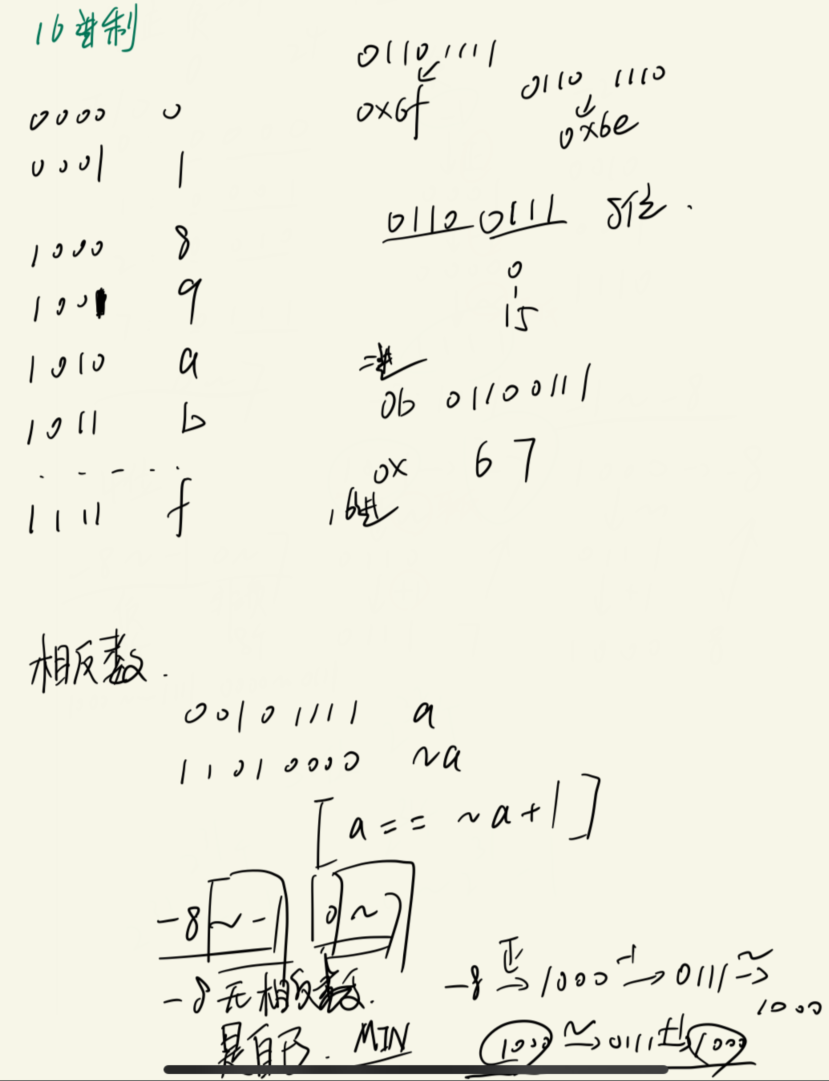 16进制
0000 0
0001 1
1000 8
1001 9
1010 a
1011 b
......
1111 f
0110 1111
0x6f
0110 1110
0x6e
0110 0111 8位.
0
15
二进
0b 01100111
0x 67
16进
相反数.
00101111 a
11010000 ~a
[a == ~a+1]
-8 ~ -1 0 ~ 7
-8无相反数.
是自己. MIN
-8 → 1000 -1 → 0111 ~→
1000
1000 ~→ 0111 +1→ 1000